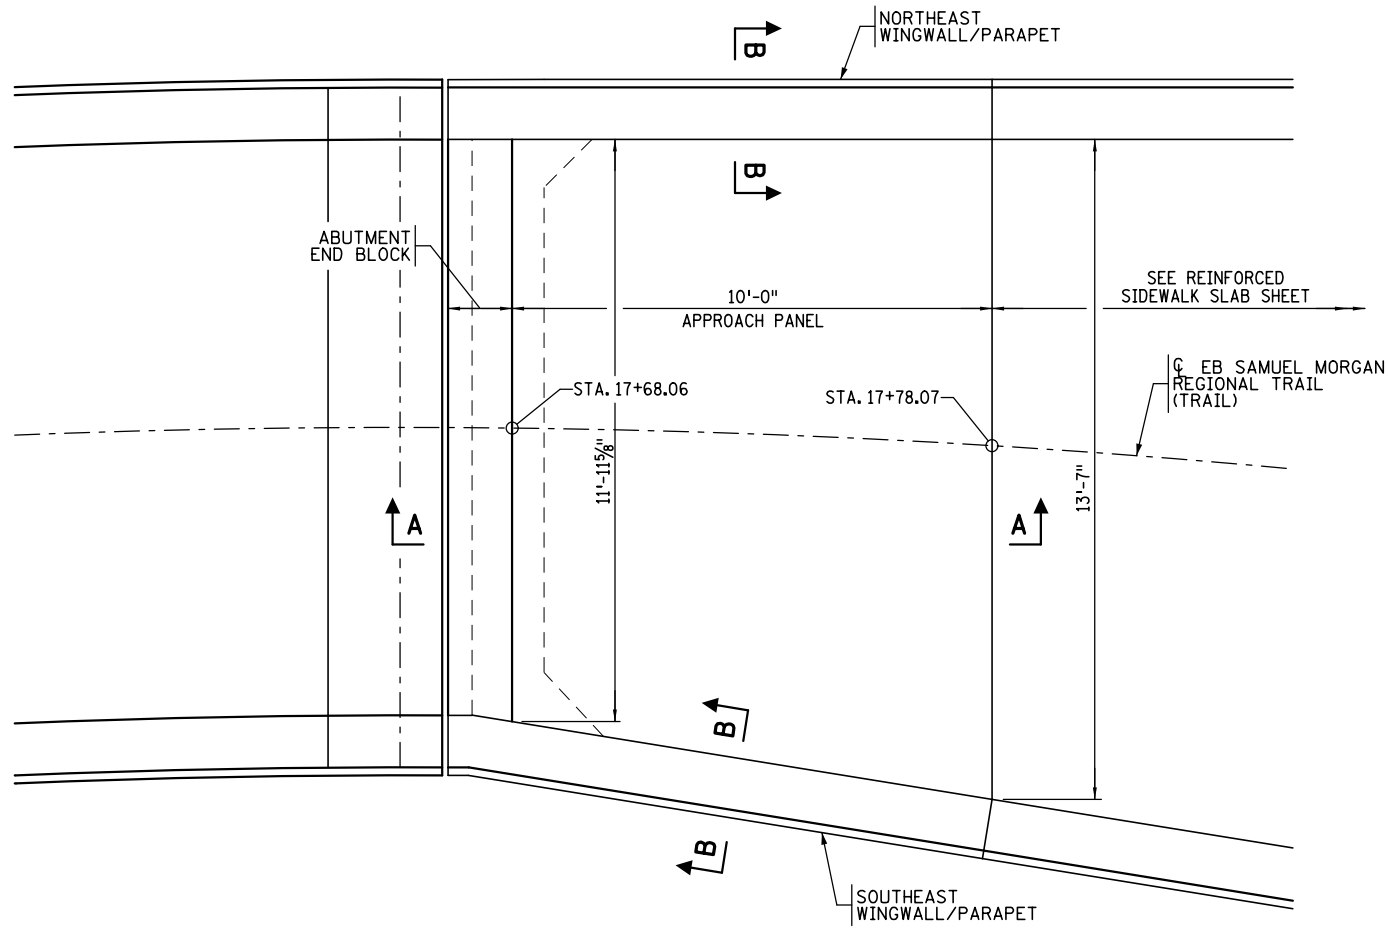 NORTHEAST
WINGWALL/PARAPET
B
B
ABUTMENT
END BLOCK
10'-0"
APPROACH PANEL
SEE REINFORCED
SIDEWALK SLAB SHEET
℄ EB SAMUEL MORGAN
REGIONAL TRAIL
(TRAIL)
STA. 17+68.06
STA. 17+78.07
11'-11⅝"
13'-7"
A
A
B
B
SOUTHEAST
WINGWALL/PARAPET